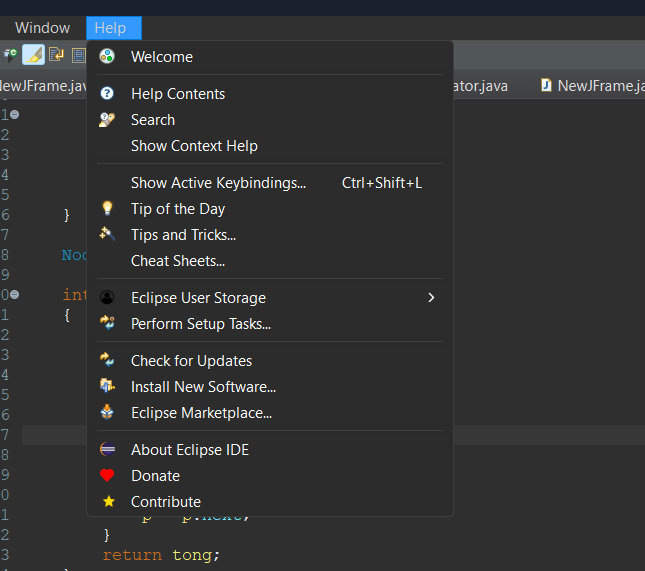 Window Help
NewJFrame.jav
ator.java
NewJFrame.ja
Welcome
Help Contents
Search
Show Context Help
Show Active Keybindings... Ctrl+Shift+L
Tip of the Day
Tips and Tricks...
Cheat Sheets...
Eclipse User Storage
Perform Setup Tasks...
Check for Updates
Install New Software...
Eclipse Marketplace...
About Eclipse IDE
Donate
Contribute
1
2
3
4
5
6 }
7
8 Nod
9
0 int
1 {
2
3
4
5
6
7
8
9
0
1
2 }
3 return tong;